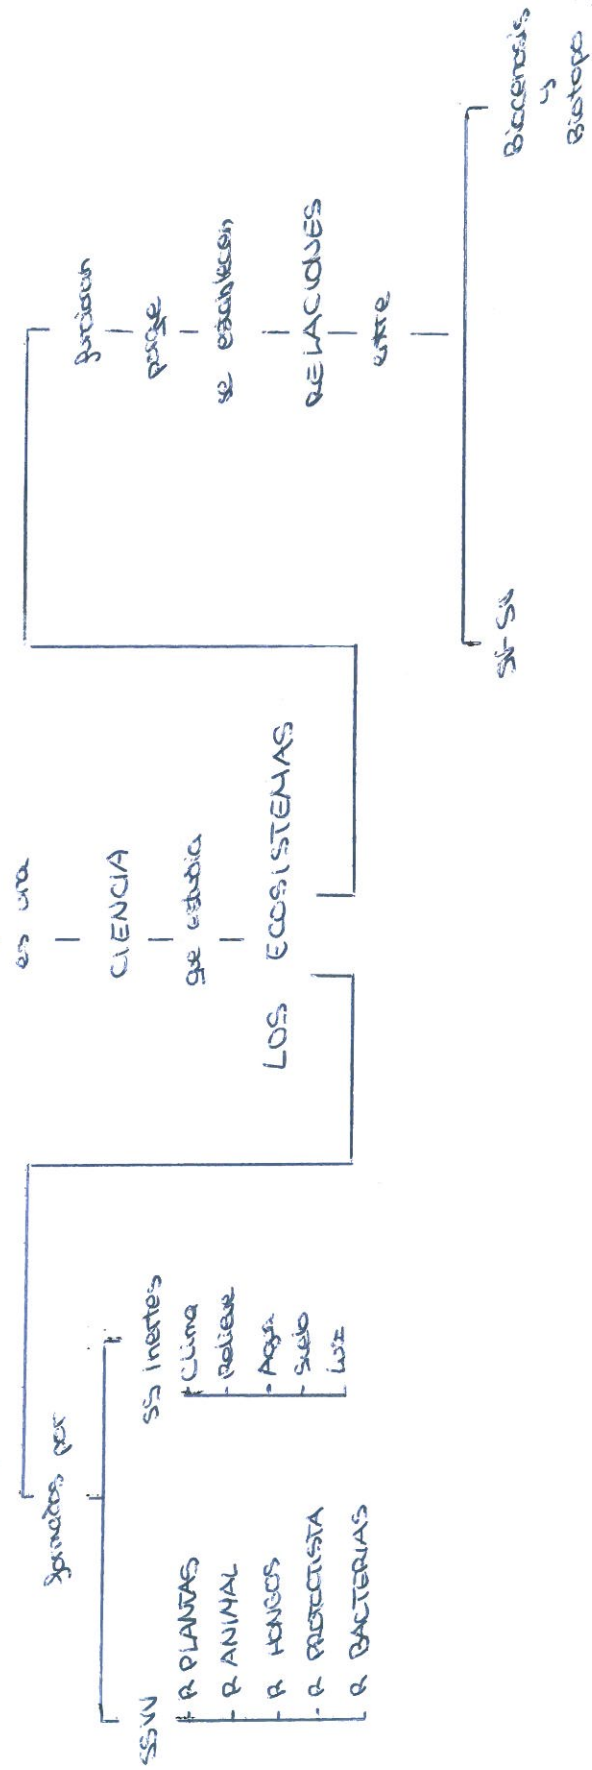 es una
CIENCIA
que estudia
LOS ECOSISTEMAS
formados por
SSVV
R PLANTAS
R ANIMAL
R HONGOS
R PROTOCTISTA
R BACTERIAS
SS inertes
Clima
Relieve
Agua
Suelo
Luz
funcionan
porque
se establecen
RELACIONES
entre
SV-SV
Biocenosis
y
Biotopo